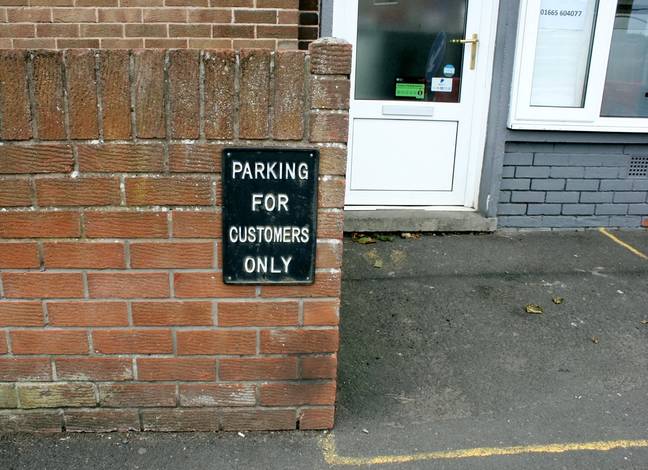 01665 604077
PARKING
FOR
CUSTOMERS
ONLY